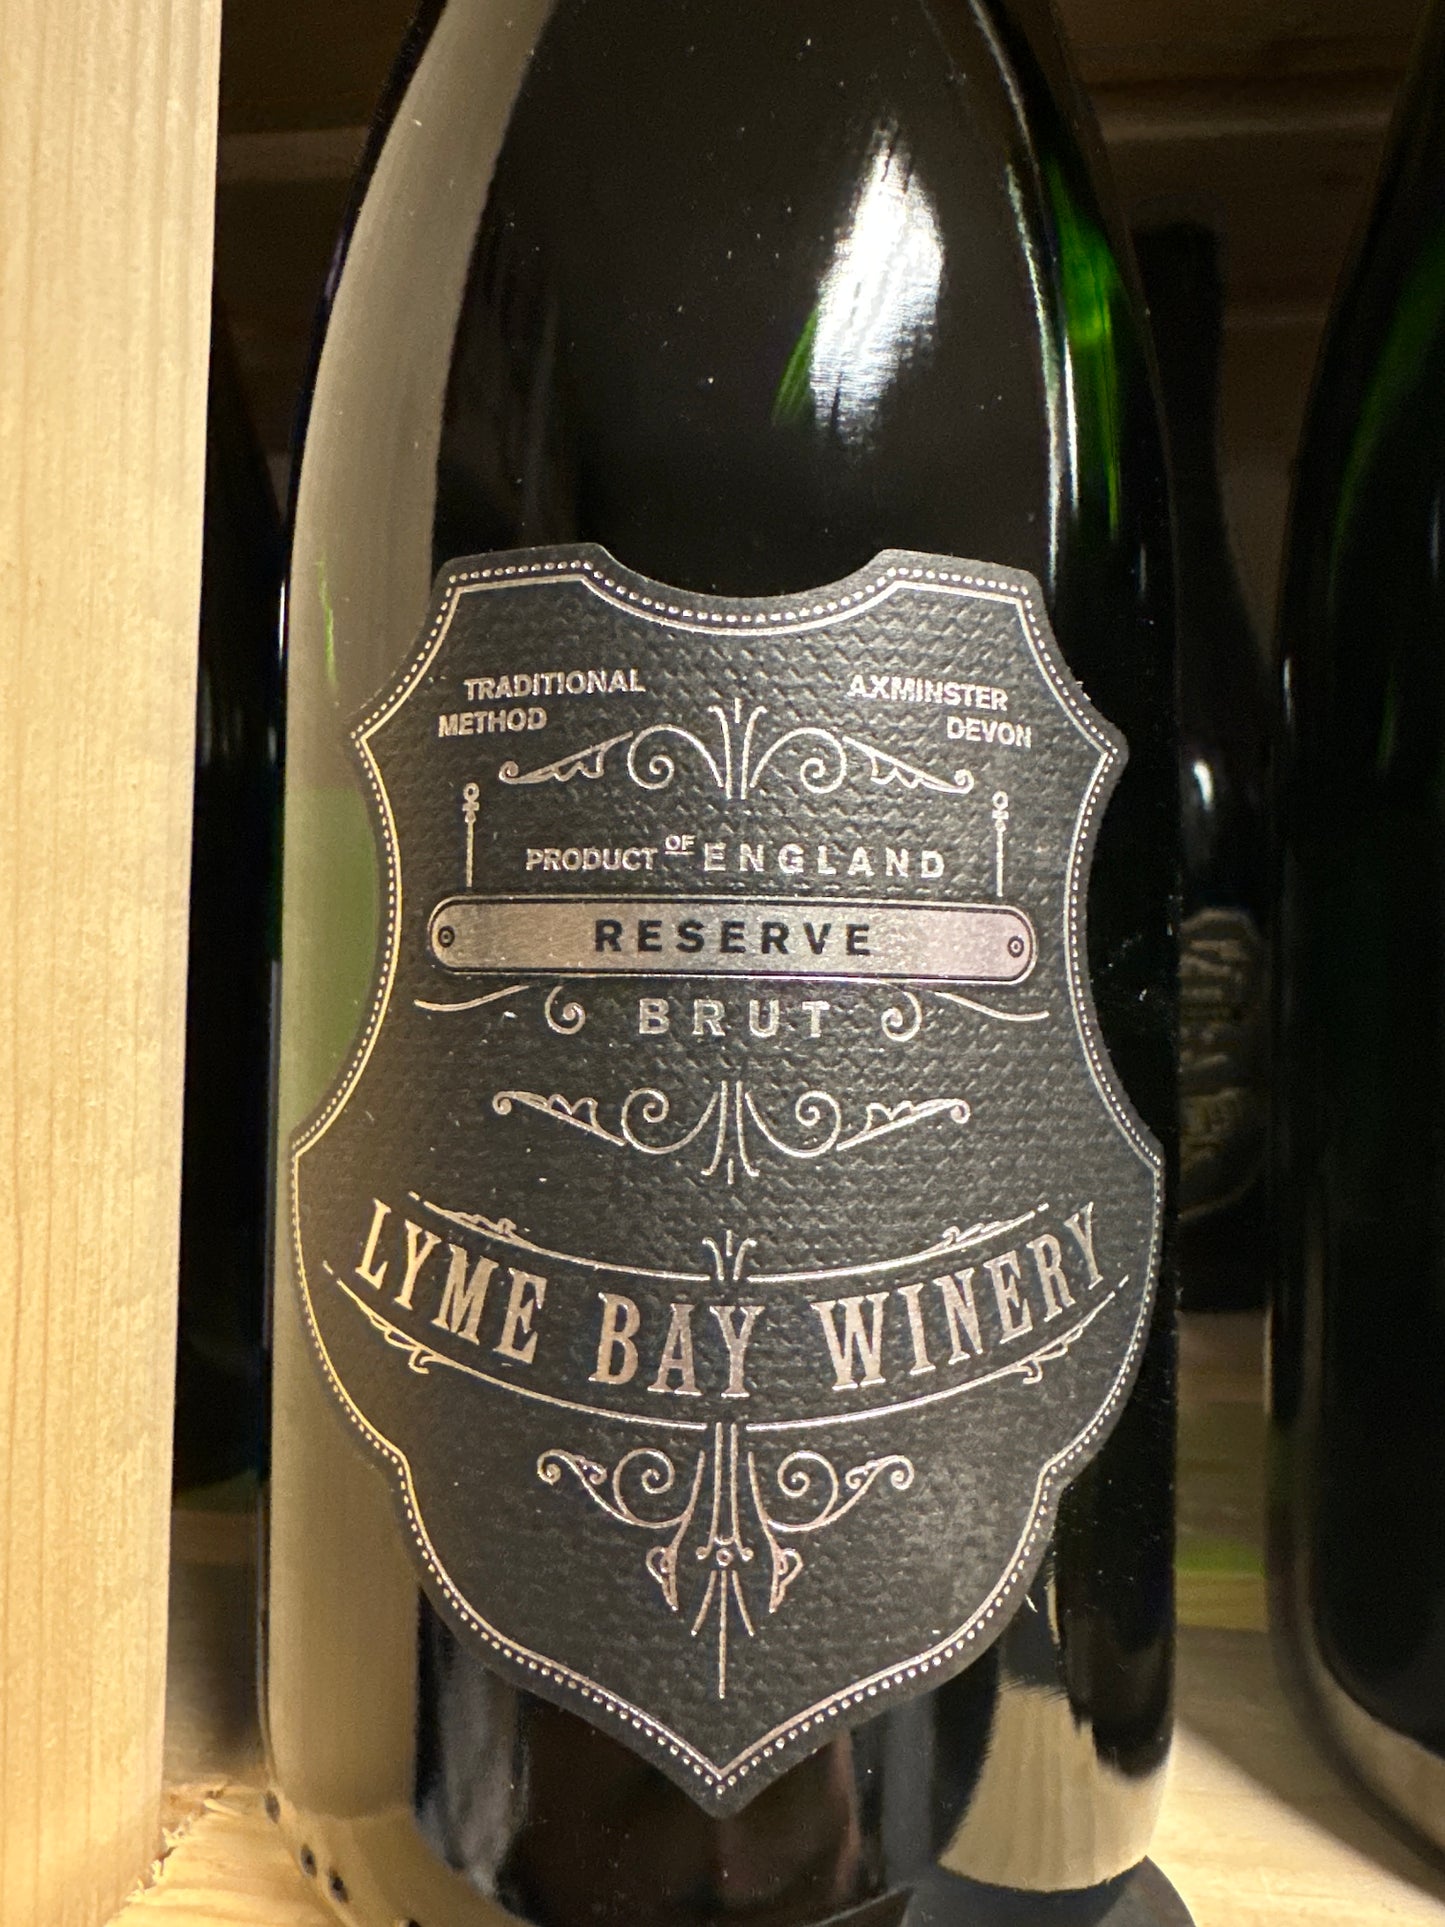 TRADITIONAL
METHOD
AXMINSTER
DEVON
PRODUCT OF ENGLAND
RESERVE
BRUT
LYME BAY WINERY